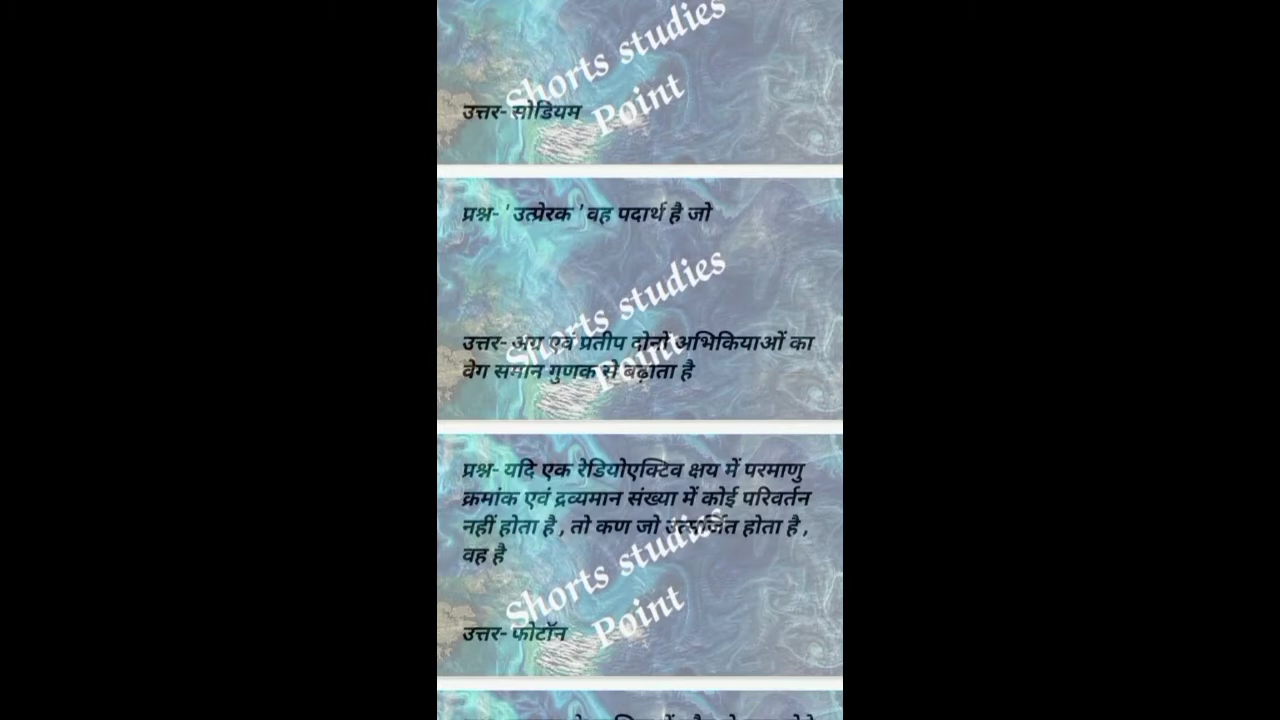 Shorts studies
Point
उत्तर- सोडियम
प्रश्न- ' उत्प्रेरक ' वह पदार्थ है जो
Shorts studies
Point
उत्तर- अग्र एवं प्रतीप दोनो अभिकियाओं का
वेग समान गुणक से बढ़ाता है
प्रश्न- यदि एक रेडियोएक्टिव क्षय में परमाणु
क्रमांक एवं द्रव्यमान संख्या में कोई परिवर्तन
नहीं होता है , तो कण जो उत्सर्जित होता है ,
वह है
Shorts studies
Point
उत्तर- फोटॉन